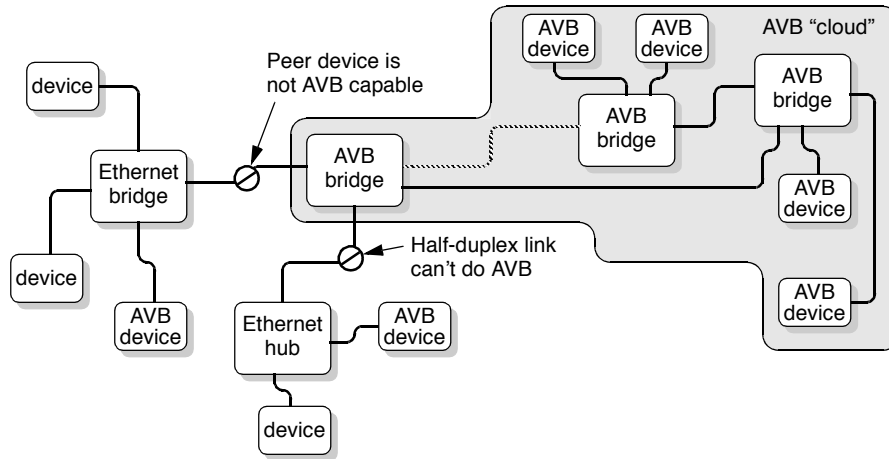 AVB “cloud”
AVB
device
AVB
device
Peer device is
not AVB capable
device
AVB
bridge
AVB
bridge
AVB
bridge
Ethernet
bridge
AVB
device
Half-duplex link
can’t do AVB
device
AVB
device
AVB
device
Ethernet
hub
AVB
device
device